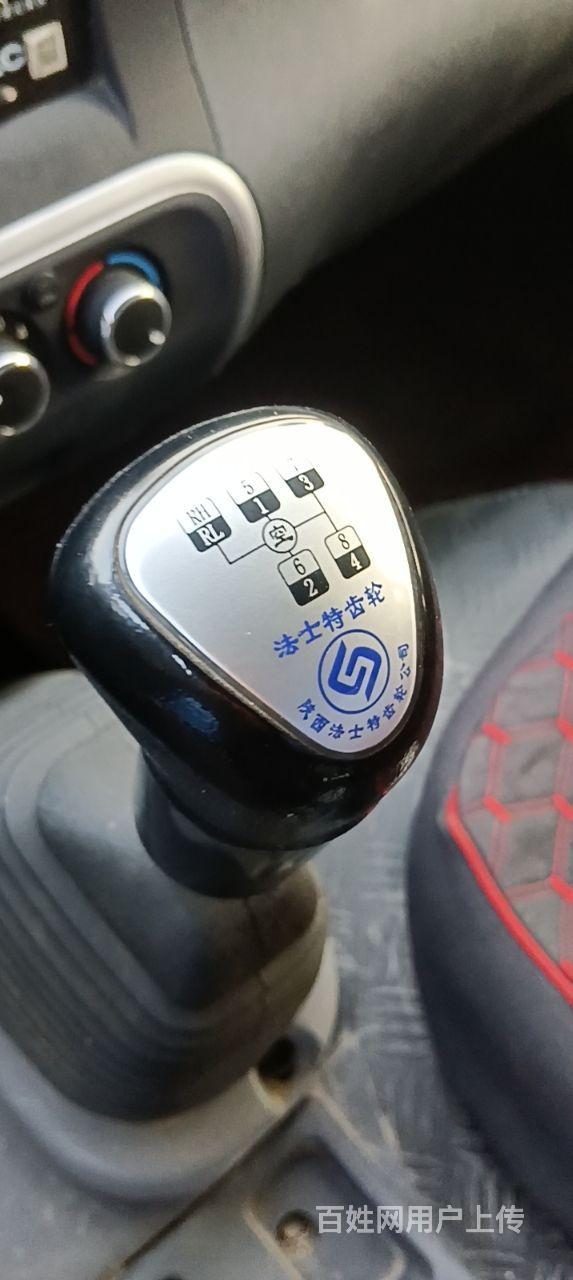 RH 5 7
RL 1 3
空
6 8
2 4
法士特齿轮
陕西法士特齿轮公司
百姓网用户上传